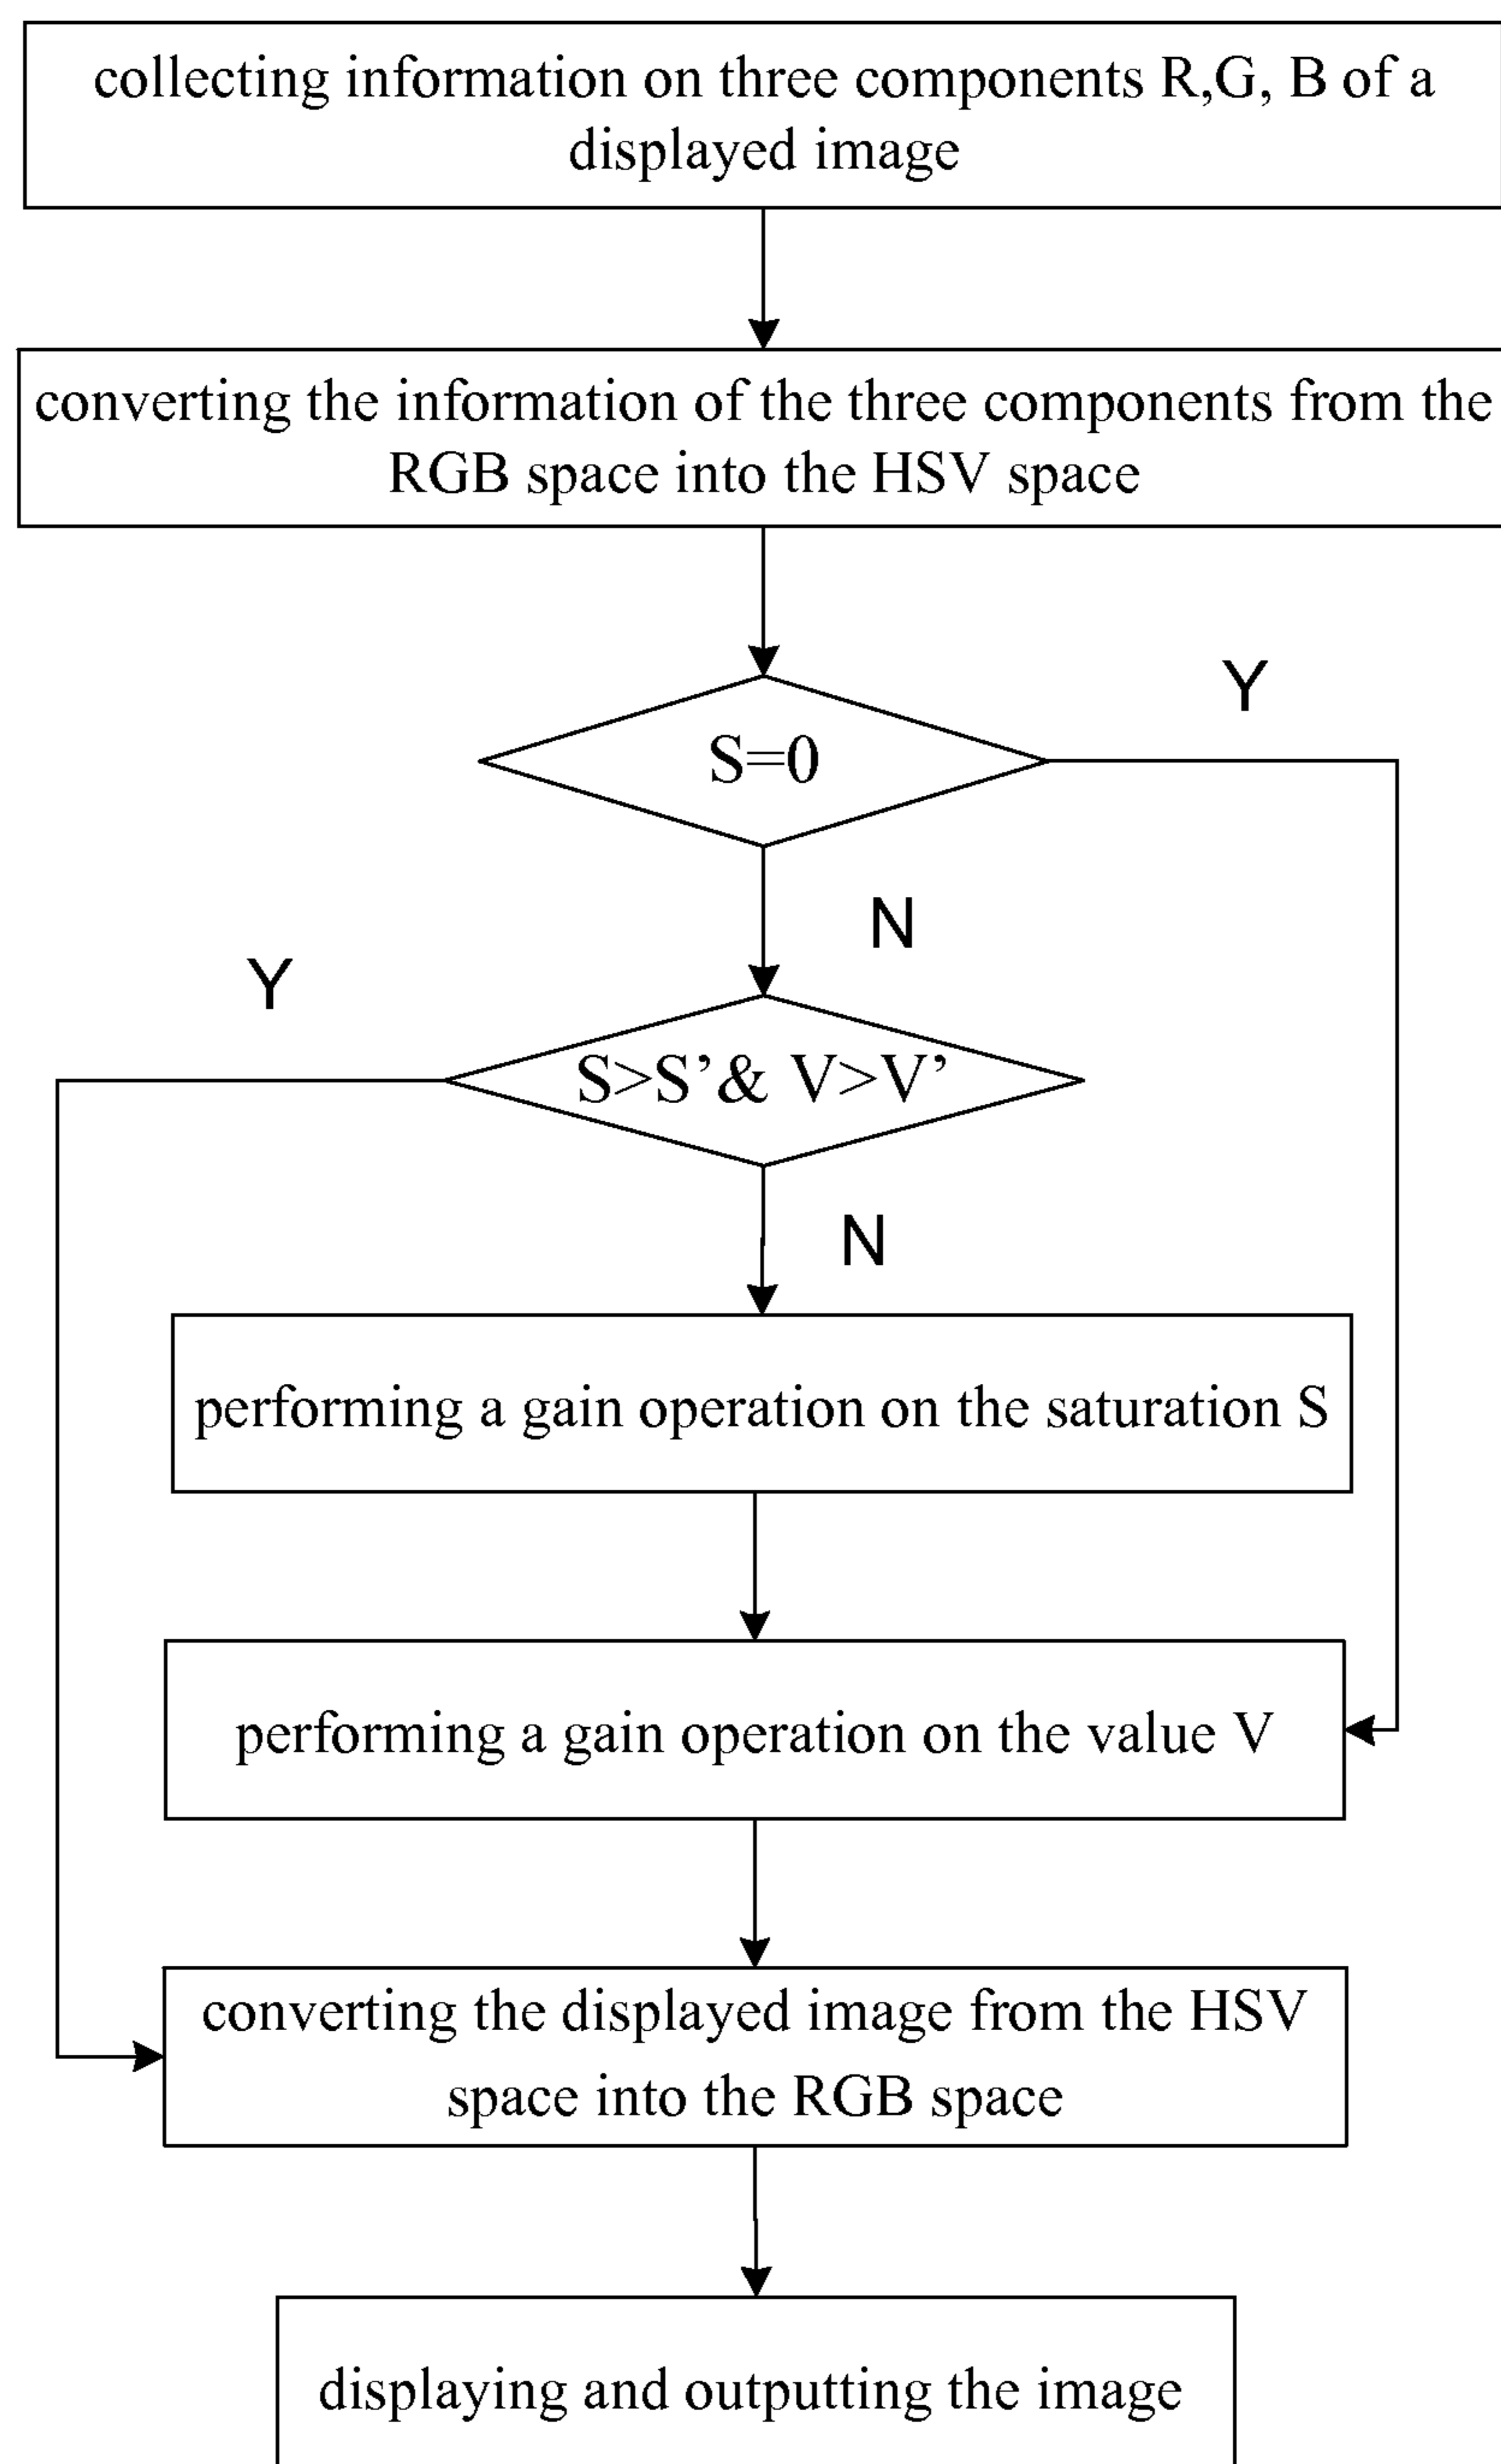 collecting information on three components R,G, B of a
displayed image
converting the information of the three components from the
RGB space into the HSV space
S=0
Y
N
Y
S>S’& V>V’
N
performing a gain operation on the saturation S
performing a gain operation on the value V
converting the displayed image from the HSV
space into the RGB space
displaying and outputting the image